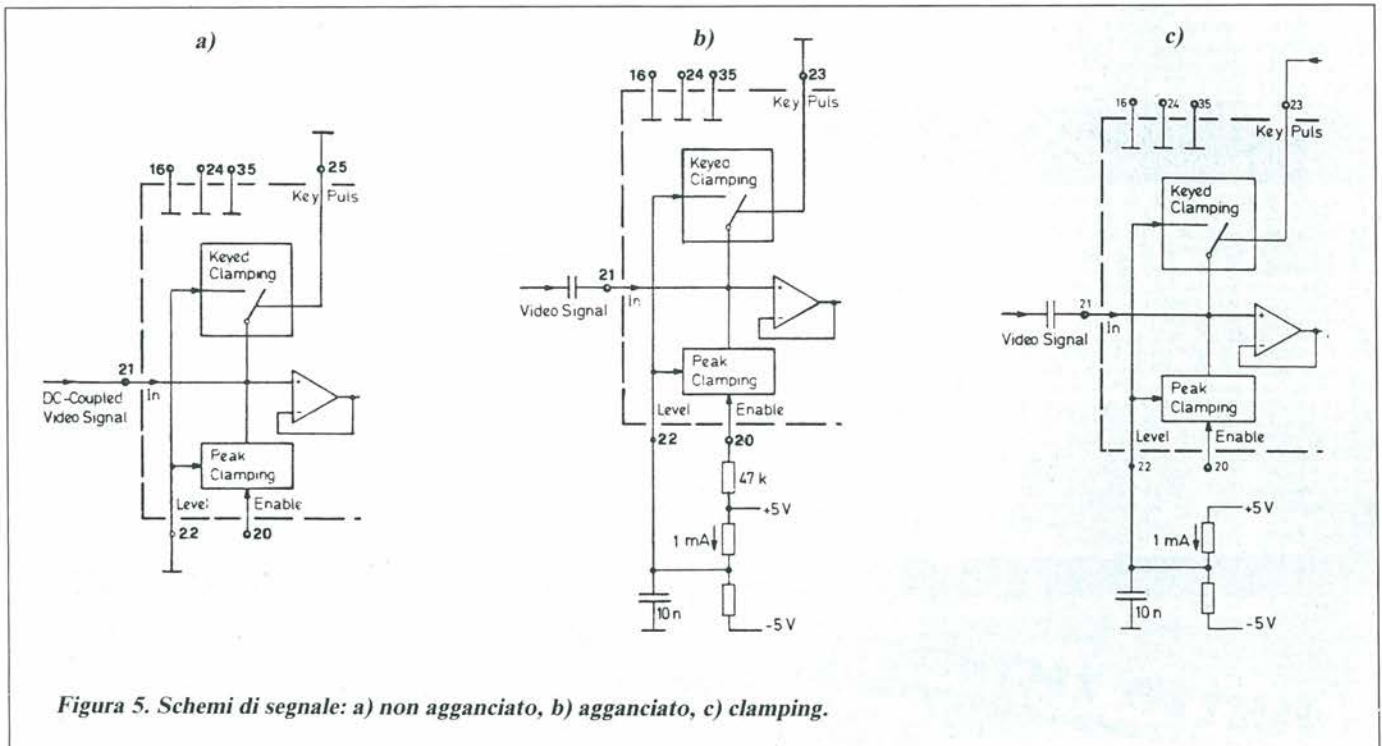 a)
16 24 35
25
Key Puls
Keyed
Clamping
21
In
DC-Coupled
Video Signal
Peak
Clamping
Level
Enable
22
20
b)
16 24 35
23
Key Puls
Keyed
Clamping
21
In
Video Signal
Peak
Clamping
Level
Enable
22
20
47 k
+5 V
1 mA
10 n
-5 V
c)
16 24 35
23
Key Puls
Keyed
Clamping
21
In
Video Signal
Peak
Clamping
Level
Enable
22
20
+5 V
1 mA
10 n
-5 V
Figura 5. Schemi di segnale: a) non agganciato, b) agganciato, c) clamping.